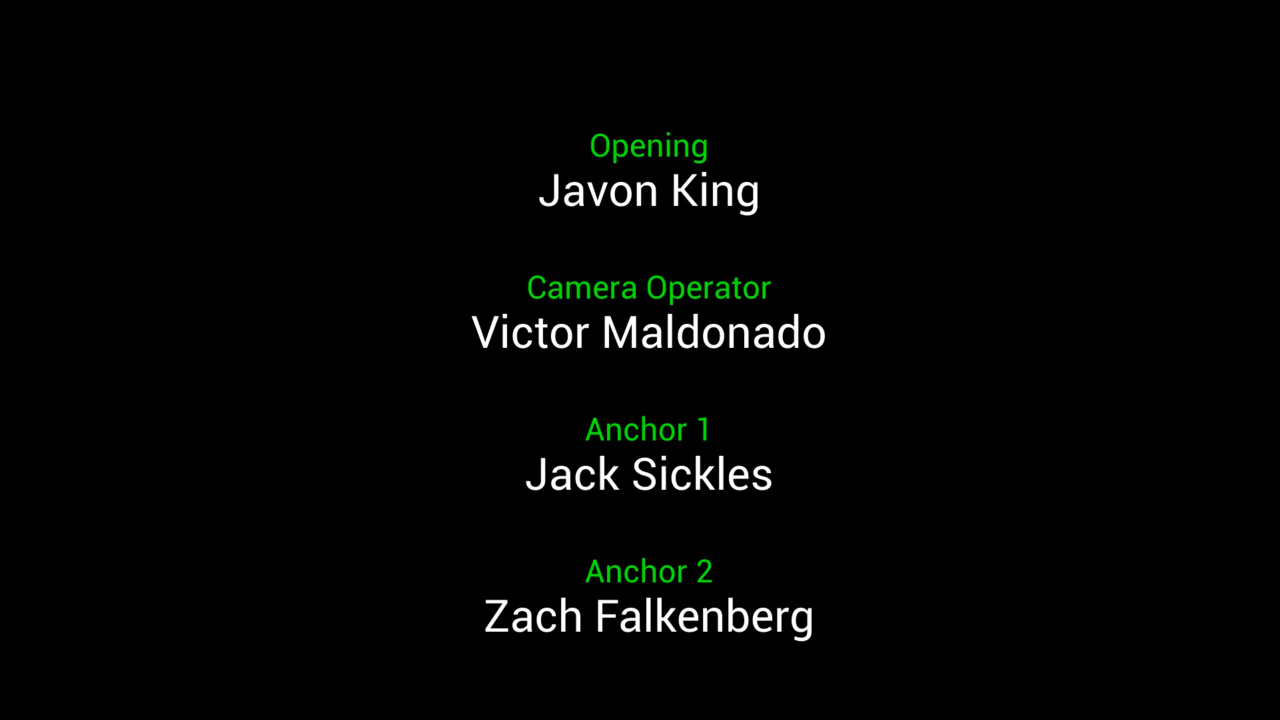 Opening
Javon King
Camera Operator
Victor Maldonado
Anchor 1
Jack Sickles
Anchor 2
Zach Falkenberg